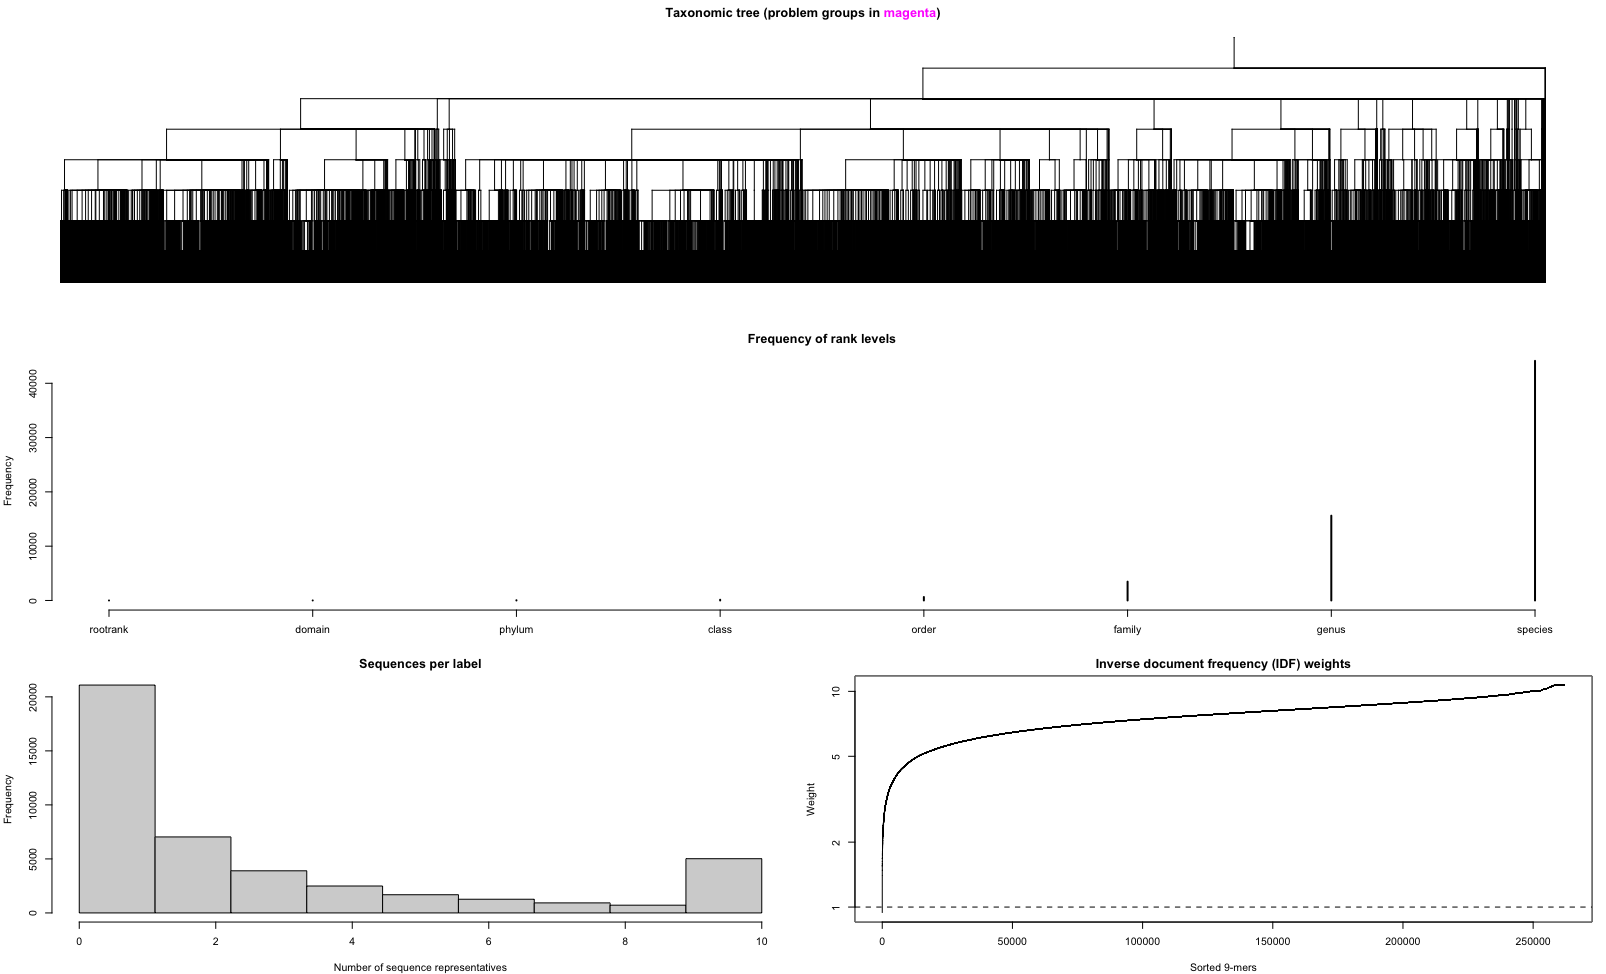 Taxonomic tree (problem groups in magenta)
Frequency of rank levels
Frequency
40000
30000
20000
10000
0
rootrank domain phylum class order family genus species
Sequences per label
Frequency
20000
15000
10000
5000
0
0 2 4 6 8 10
Number of sequence representatives
Inverse document frequency (IDF) weights
Weight
10
5
2
1
0 50000 100000 150000 200000 250000
Sorted 9-mers